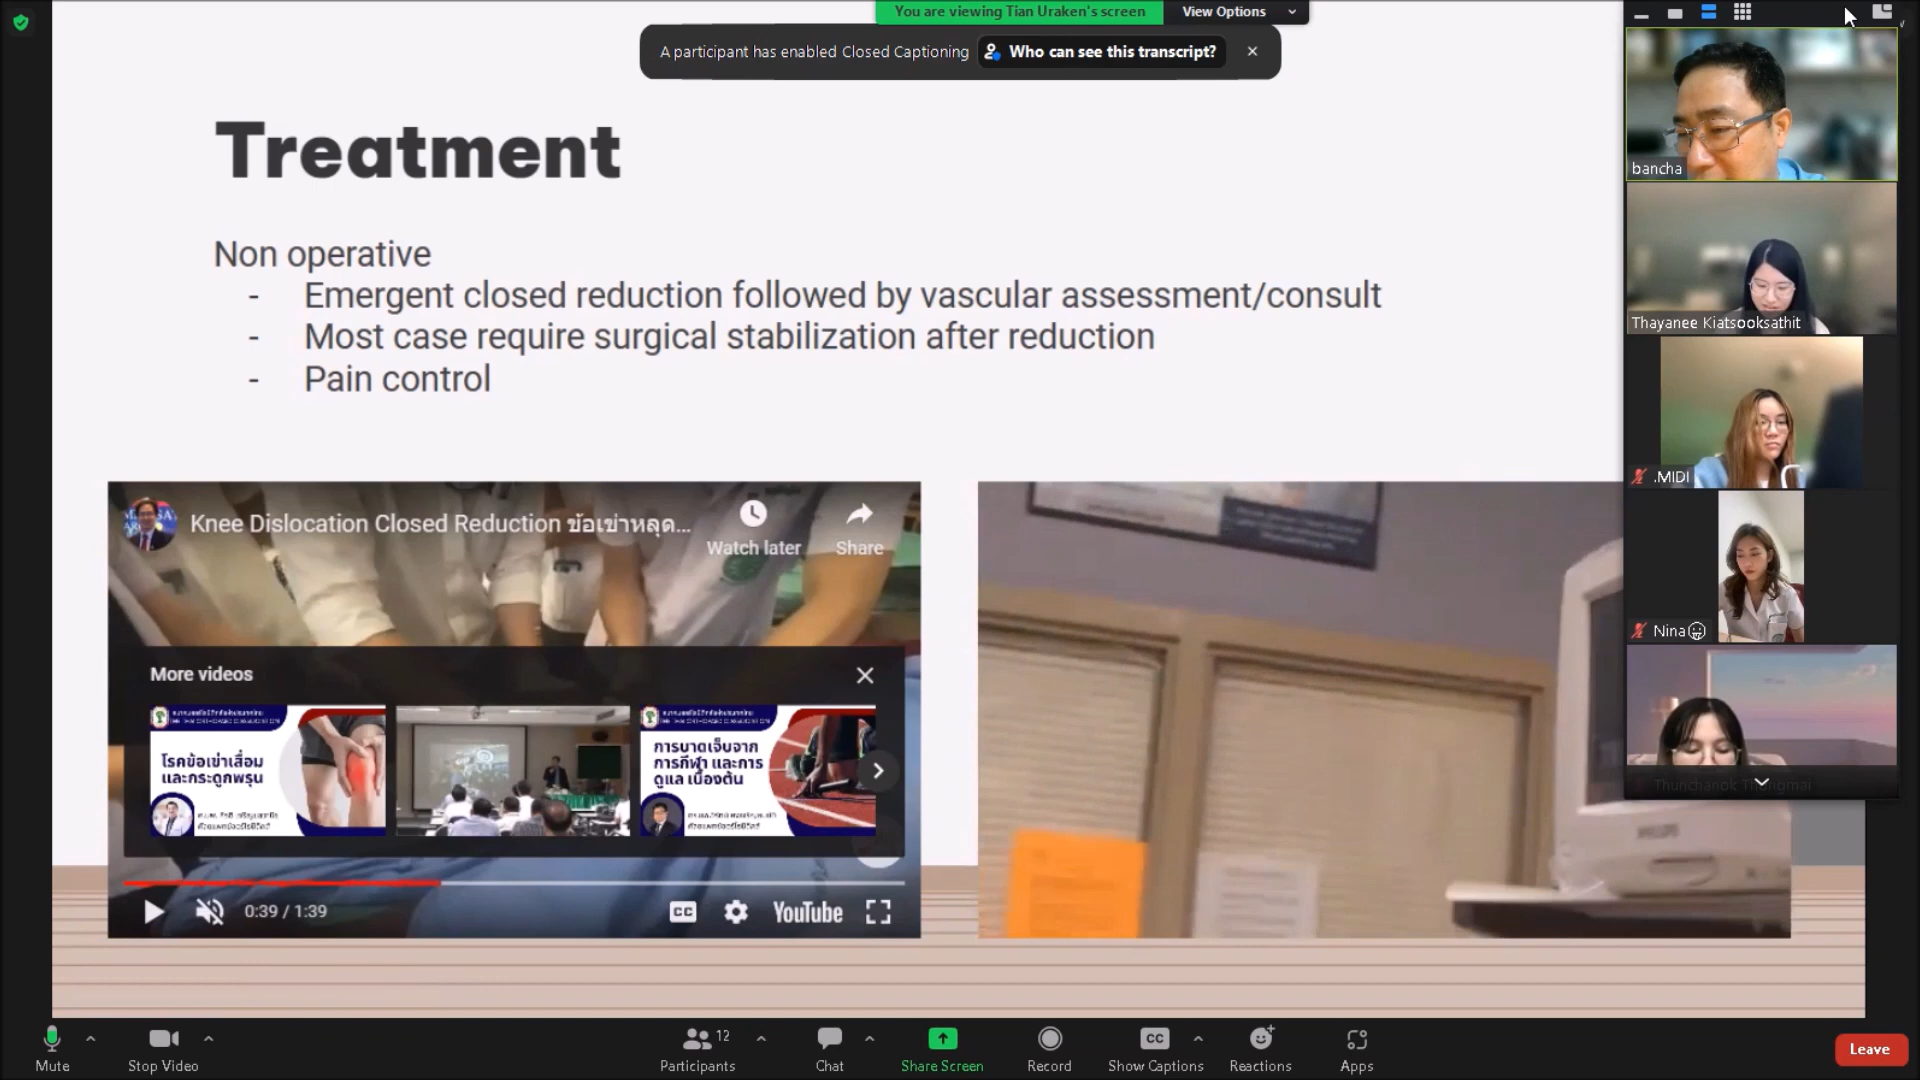 You are viewing Tian Uraken's screen
View Options
A participant has enabled Closed Captioning
Who can see this transcript?
Treatment
Non operative
- Emergent closed reduction followed by vascular assessment/consult
- Most case require surgical stabilization after reduction
- Pain control
Knee Dislocation Closed Reduction ข้อเข่าหลุด...
Watch later
Share
More videos
โรคข้อเข่าเสื่อม
และกระดูกพรุน
การบาดเจ็บจาก
การกีฬา และการ
ดูแล เบื้องต้น
0:39 / 1:39
CC
YouTube
PHILIPS
bancha
Thayanee Kiatsooksathit
.MIDI
Nina
Thunchanok Thongmai
Mute
Stop Video
12
Participants
Chat
Share Screen
Record
CC
Show Captions
Reactions
Apps
Leave